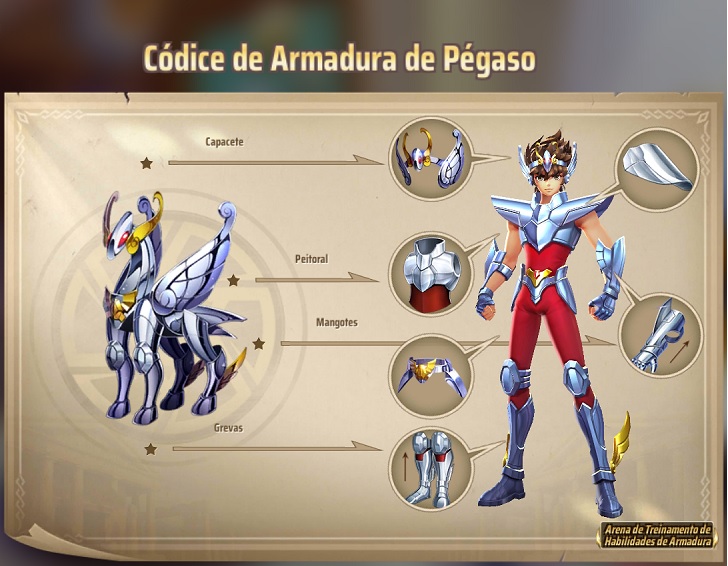 Códice de Armadura de Pégaso
Capacete
Peitoral
Mangotes
Grevas
Arena de Treinamento de
Habilidades de Armadura